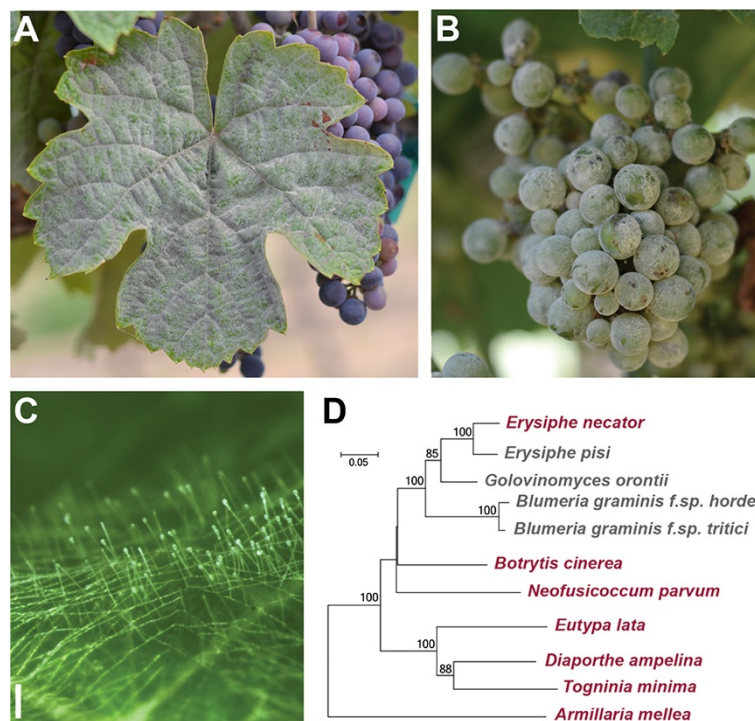 A
B
C
D
100
Erysiphe necator
85
Erysiphe pisi
0.05
100
Golovinomyces orontii
100
Blumeria graminis f.sp. horde
Blumeria graminis f.sp. tritici
Botrytis cinerea
Neofusicoccum parvum
100
100
Eutypa lata
88
Diaporthe ampelina
Togninia minima
Armillaria mellea